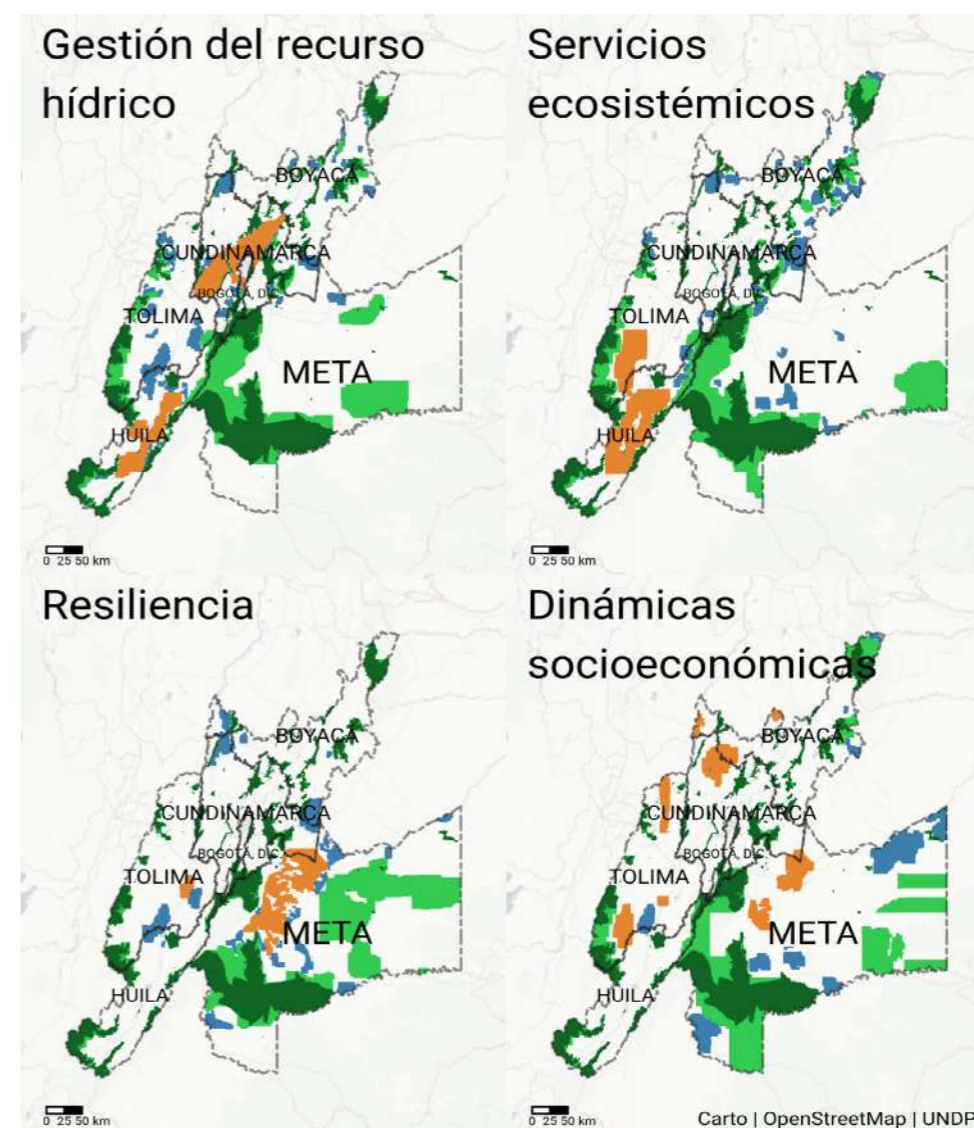 Gestión del recurso
hídrico
BOYACÁ
CUNDINAMARCA
BOGOTÁ, D.C.
TOLIMA
META
HUILA
0 25 50 km
Servicios
ecosistémicos
BOYACÁ
CUNDINAMARCA
BOGOTÁ, D.C.
TOLIMA
META
HUILA
0 25 50 km
Resiliencia
BOYACÁ
CUNDINAMARCA
BOGOTÁ, D.C.
TOLIMA
META
HUILA
0 25 50 km
Dinámicas
socioeconómicas
BOYACÁ
CUNDINAMARCA
BOGOTÁ, D.C.
TOLIMA
META
HUILA
0 25 50 km
Carto | OpenStreetMap | UNDP